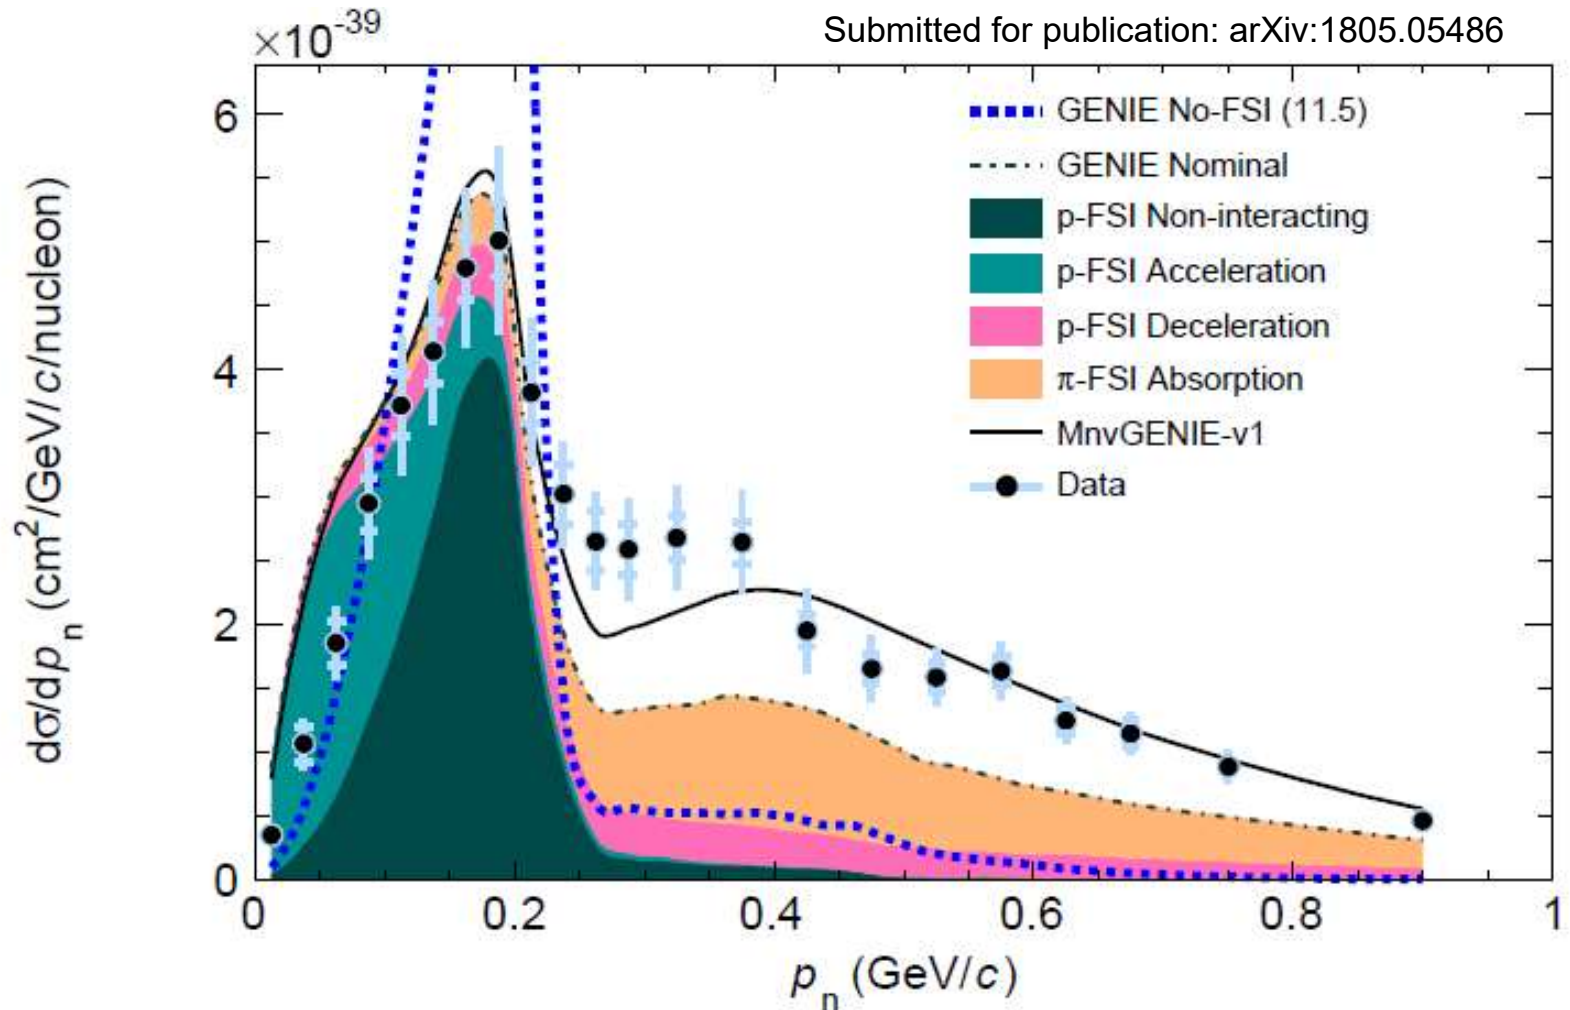 Submitted for publication: arXiv:1805.05486
×10⁻³⁹
dσ/dpₙ (cm²/GeV/c/nucleon)
6
4
2
0
GENIE No-FSI (11.5)
GENIE Nominal
p-FSI Non-interacting
p-FSI Acceleration
p-FSI Deceleration
π-FSI Absorption
MnvGENIE-v1
Data
0 0.2 0.4 0.6 0.8 1
pₙ (GeV/c)